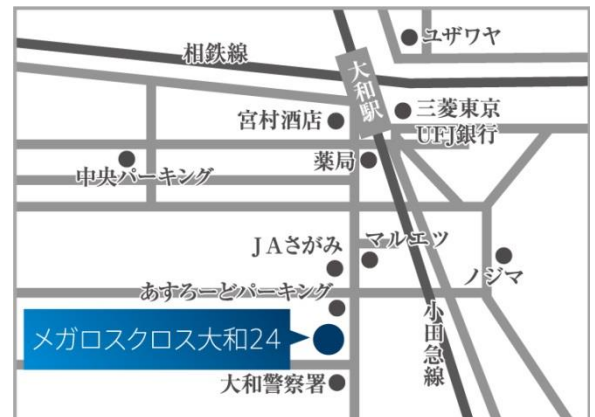 ユザワヤ
相鉄線
大和駅
宮村酒店
三菱東京
UFJ銀行
薬局
中央パーキング
JAさがみ
マルエツ
ノジマ
あすろーどパーキング
小田急線
メガロスクロス大和24
大和警察署